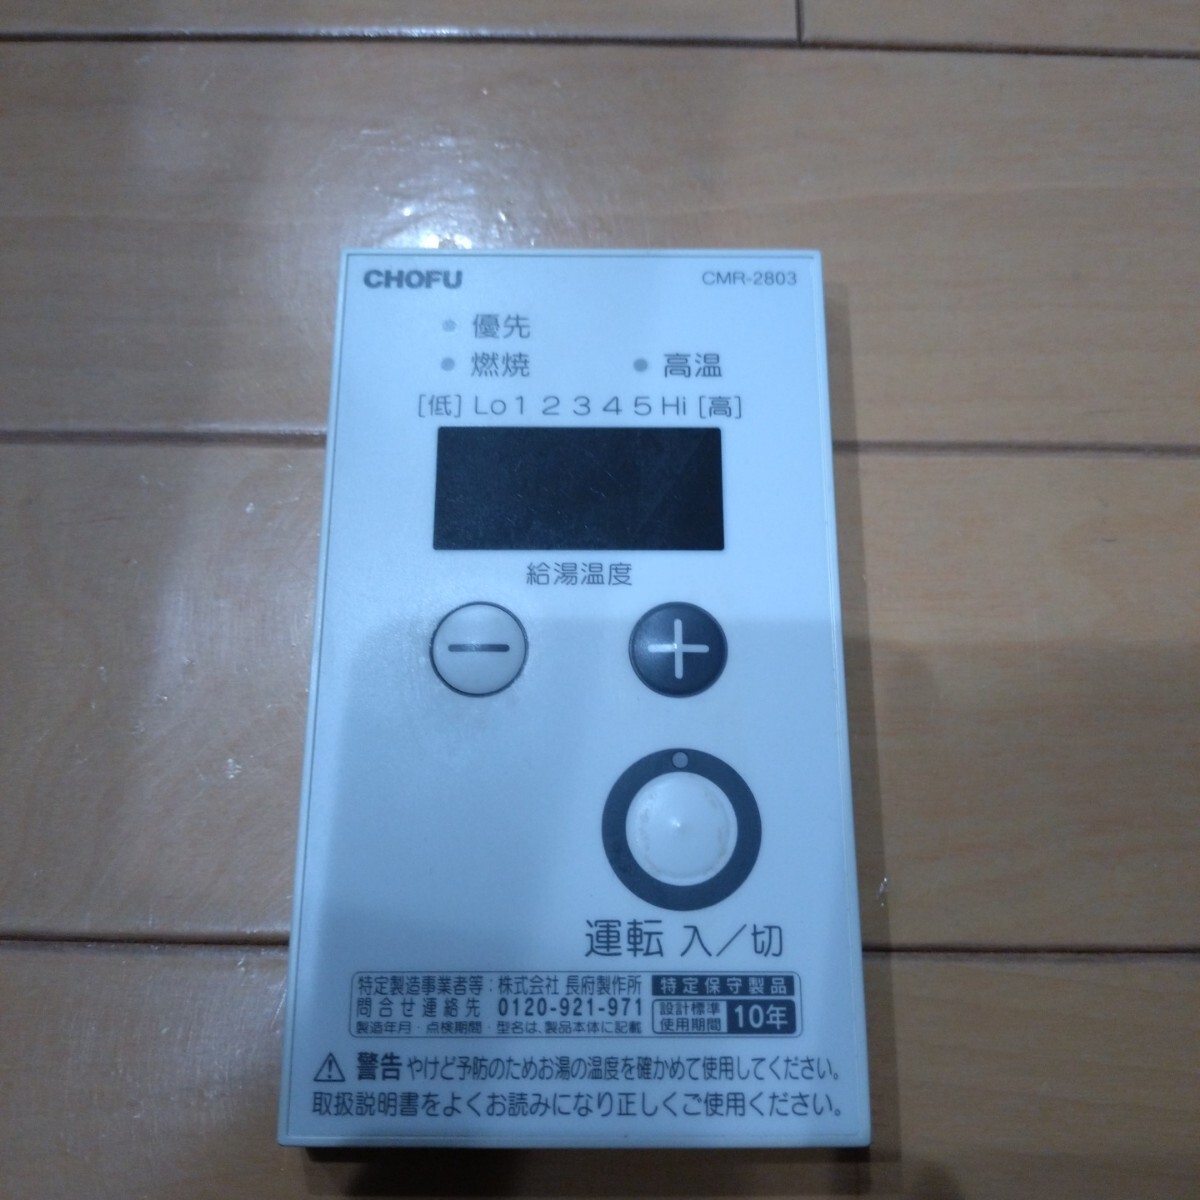 CHOFU CMR-2803
優先
燃焼 高温
[低] Lo 1 2 3 4 5 Hi [高]
給湯温度
− ＋
運転 入／切
特定製造事業者等：株式会社 長府製作所 特定保守製品
問合せ連絡先 0120-921-971 設計標準使用期間 10年
製造年月・点検期間・型名は、製品本体に記載
⚠ 警告 やけど予防のためお湯の温度を確かめて使用してください。
取扱説明書をよくお読みになり正しくご使用ください。